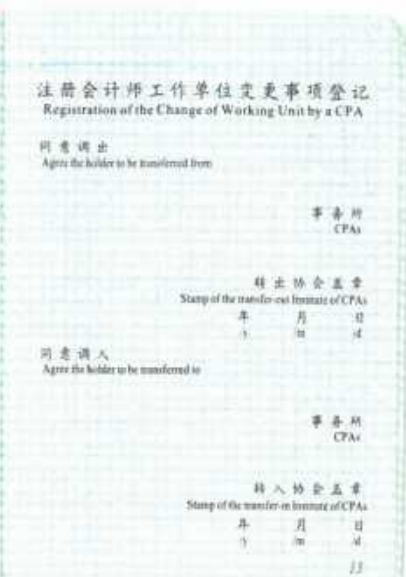 注册会计师工作单位变更事项登记
Registration of the Change of Working Unit by a CPA
同意调出
Agree the holder to be transferred from
事务所
CPAs
转出协会盖章
Stamp of the transfer-out Institute of CPAs
年 月 日
/y /m /d
同意调入
Agree the holder to be transferred to
事务所
CPAs
转入协会盖章
Stamp of the transfer-in Institute of CPAs
年 月 日
/y /m /d
13